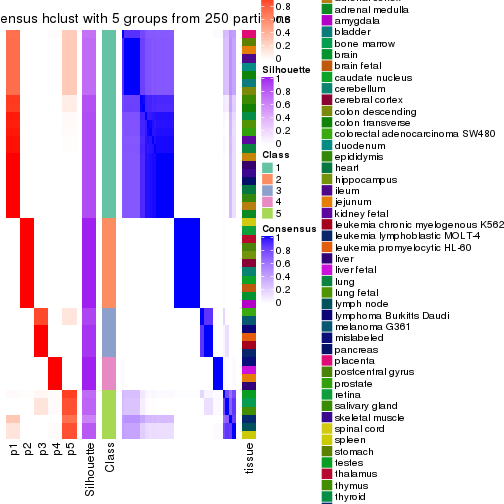 ensus heatmap with 5 groups from 250 parti
0.8
0.6
0.4
0.2
0
Silhouette
1
0.8
0.6
0.4
0.2
0
Class
1
2
3
4
5
Consensus
1
0.8
0.6
0.4
0.2
0
adrenal medulla
amygdala
bladder
bone marrow
brain
brain fetal
caudate nucleus
cerebellum
cerebral cortex
colon descending
colon transverse
colorectal adenocarcinoma SW480
duodenum
epididymis
heart
hippocampus
ileum
jejunum
kidney fetal
leukemia chronic myelogenous K562
leukemia lymphoblastic MOLT-4
leukemia promyelocytic HL-60
liver
liver fetal
lung
lung fetal
lymph node
lymphoma Burkitts Daudi
melanoma G361
mislabeled
pancreas
placenta
postcentral gyrus
prostate
retina
salivary gland
skeletal muscle
spinal cord
spleen
stomach
testes
thalamus
thymus
thyroid
p1
p2
p3
p4
p5
Silhouette
Class
tissue